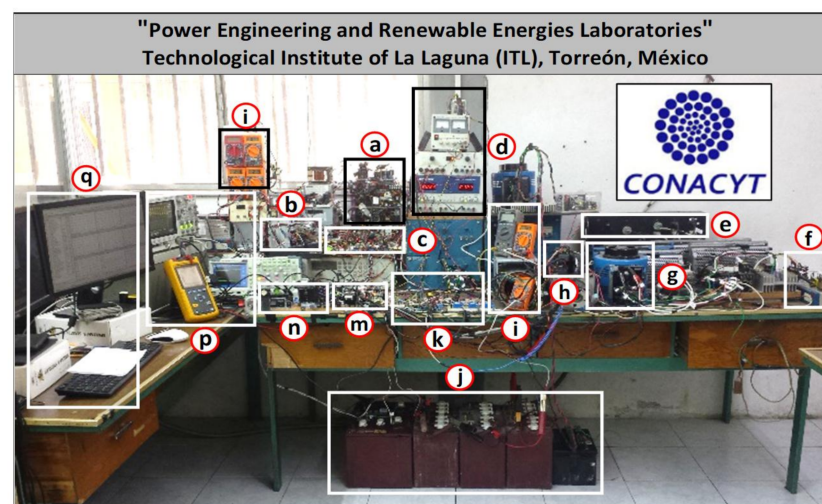 "Power Engineering and Renewable Energies Laboratories"
Technological Institute of La Laguna (ITL), Torreón, México
i
a
d
CONACYT
q
b
c
e
f
g
h
n
m
k
i
p
j